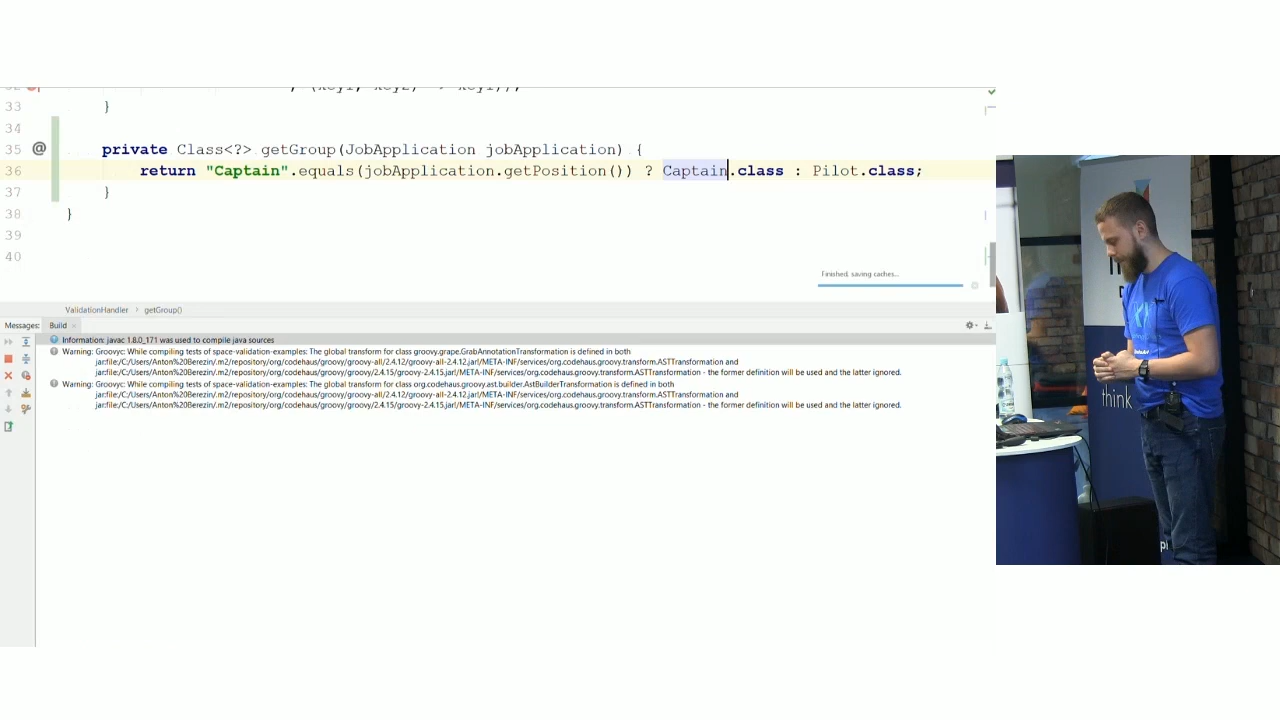 33 }
34
35 @ private Class<?> getGroup(JobApplication jobApplication) {
36 return "Captain".equals(jobApplication.getPosition()) ? Captain.class : Pilot.class;
37 }
38 }
39
40
Finished, saving caches...
ValidationHandler > getGroup()
Messages: Build
Information: javac 1.8.0_171 was used to compile java sources
Warning: Groovyc: While compiling tests of space-validation-examples: The global transform for class groovy.grape.GrabAnnotationTransformation is defined in both
jar:file:/C:/Users/Anton%20Berezin/.m2/repository/org/codehaus/groovy/groovy-all/2.4.12/groovy-all-2.4.12.jar!/META-INF/services/org.codehaus.groovy.transform.ASTTransformation and
jar:file:/C:/Users/Anton%20Berezin/.m2/repository/org/codehaus/groovy/groovy/2.4.15/groovy-2.4.15.jar!/META-INF/services/org.codehaus.groovy.transform.ASTTransformation - the former definition will be used and the latter ignored.
Warning: Groovyc: While compiling tests of space-validation-examples: The global transform for class org.codehaus.groovy.ast.builder.AstBuilderTransformation is defined in both
jar:file:/C:/Users/Anton%20Berezin/.m2/repository/org/codehaus/groovy/groovy-all/2.4.12/groovy-all-2.4.12.jar!/META-INF/services/org.codehaus.groovy.transform.ASTTransformation and
jar:file:/C:/Users/Anton%20Berezin/.m2/repository/org/codehaus/groovy/groovy/2.4.15/groovy-2.4.15.jar!/META-INF/services/org.codehaus.groovy.transform.ASTTransformation - the former definition will be used and the latter ignored.
think